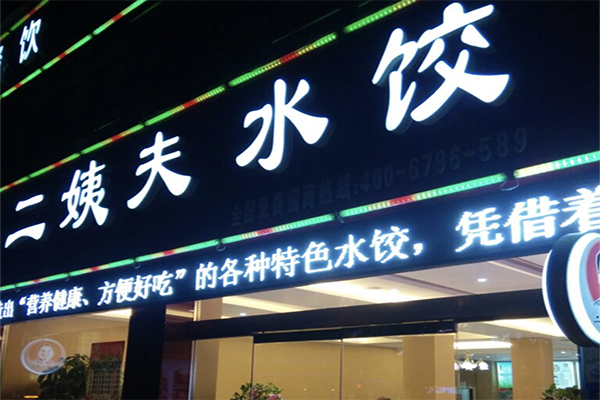 饮
二姨夫水饺
全国免费招商热线:400-6796-589
出“营养健康、方便好吃”的各种特色水饺，凭借着